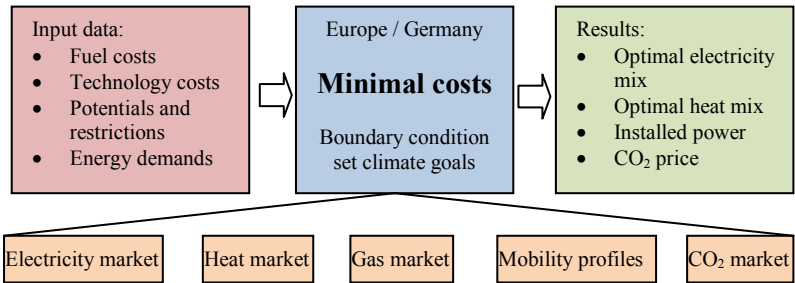 Input data:
• Fuel costs
• Technology costs
• Potentials and
restrictions
• Energy demands
Europe / Germany
Minimal costs
Boundary condition
set climate goals
Results:
• Optimal electricity
mix
• Optimal heat mix
• Installed power
• CO₂ price
Electricity market
Heat market
Gas market
Mobility profiles
CO₂ market